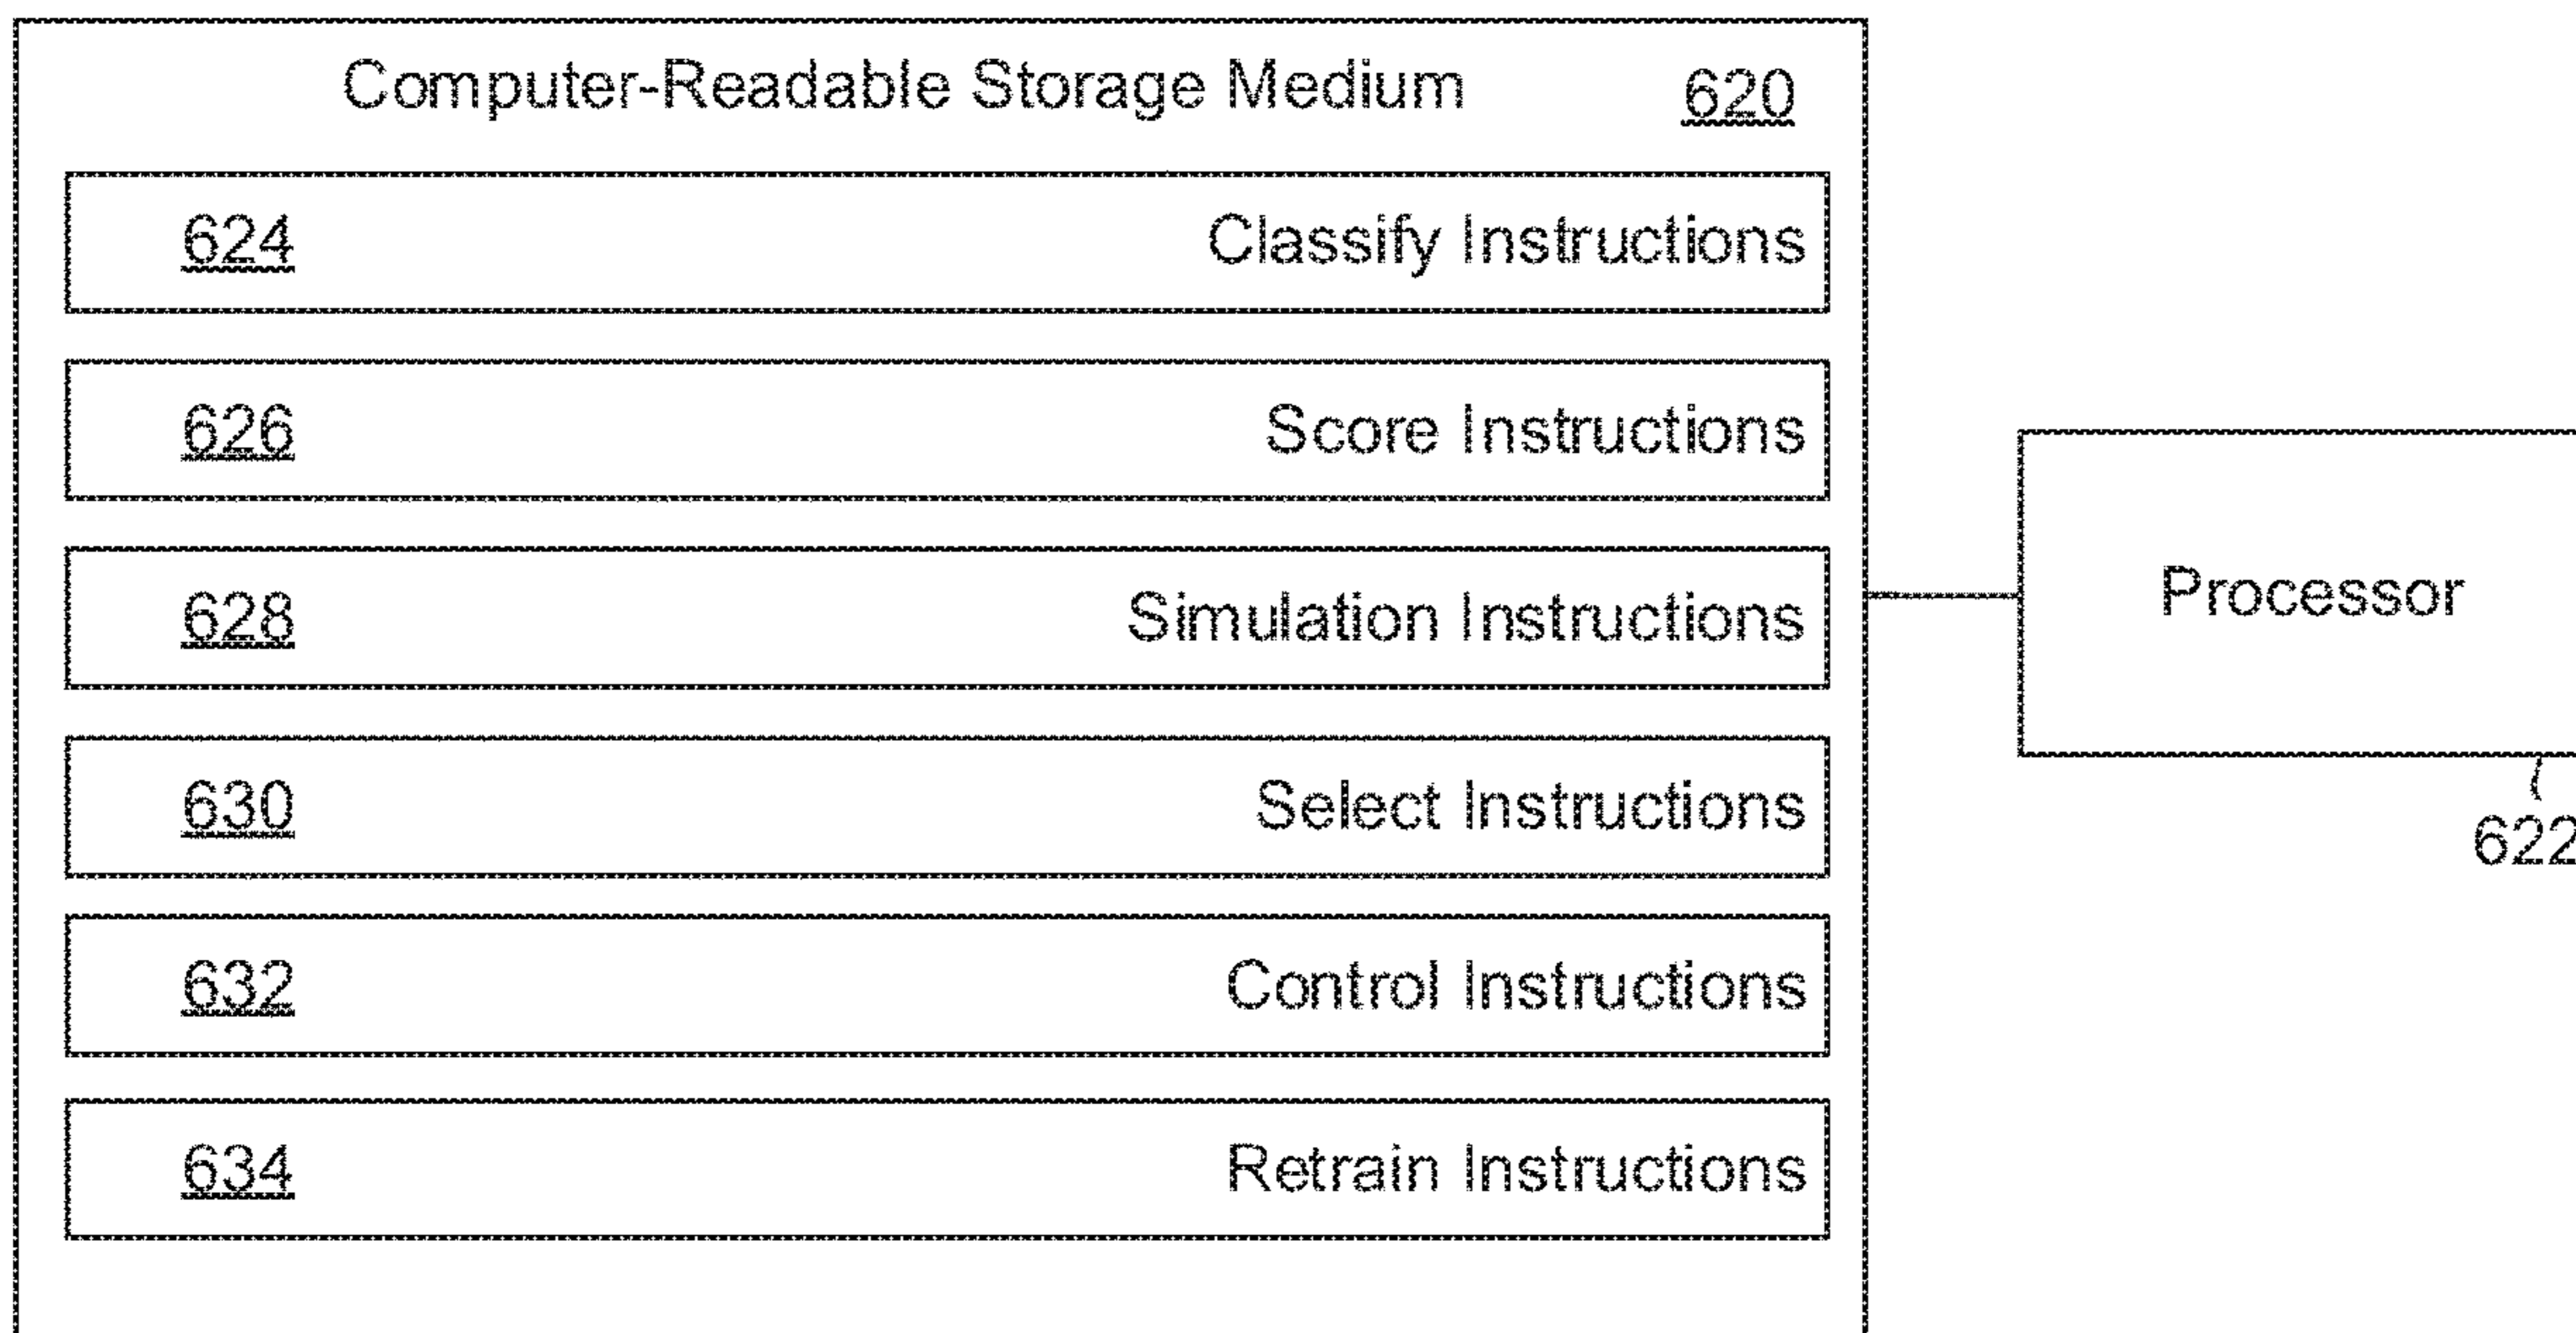 Computer-Readable Storage Medium 620
624 Classify Instructions
626 Score Instructions
628 Simulation Instructions
Processor
630 Select Instructions
622
632 Control Instructions
634 Retrain Instructions